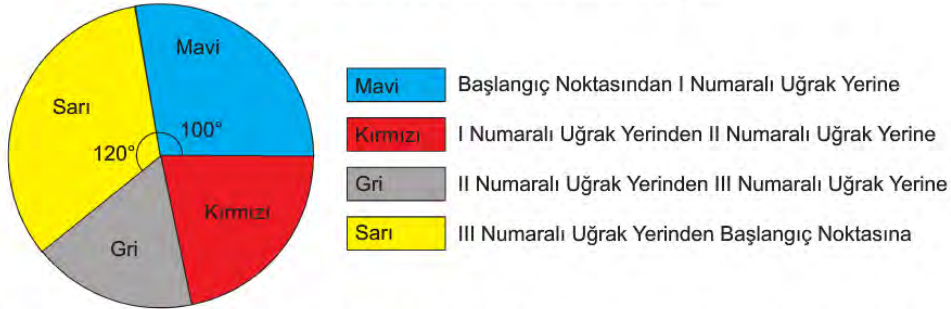 Mavi
Sarı
100°
120°
Kırmızı
Gri
Mavi Başlangıç Noktasından I Numaralı Uğrak Yerine
Kırmızı I Numaralı Uğrak Yerinden II Numaralı Uğrak Yerine
Gri II Numaralı Uğrak Yerinden III Numaralı Uğrak Yerine
Sarı III Numaralı Uğrak Yerinden Başlangıç Noktasına